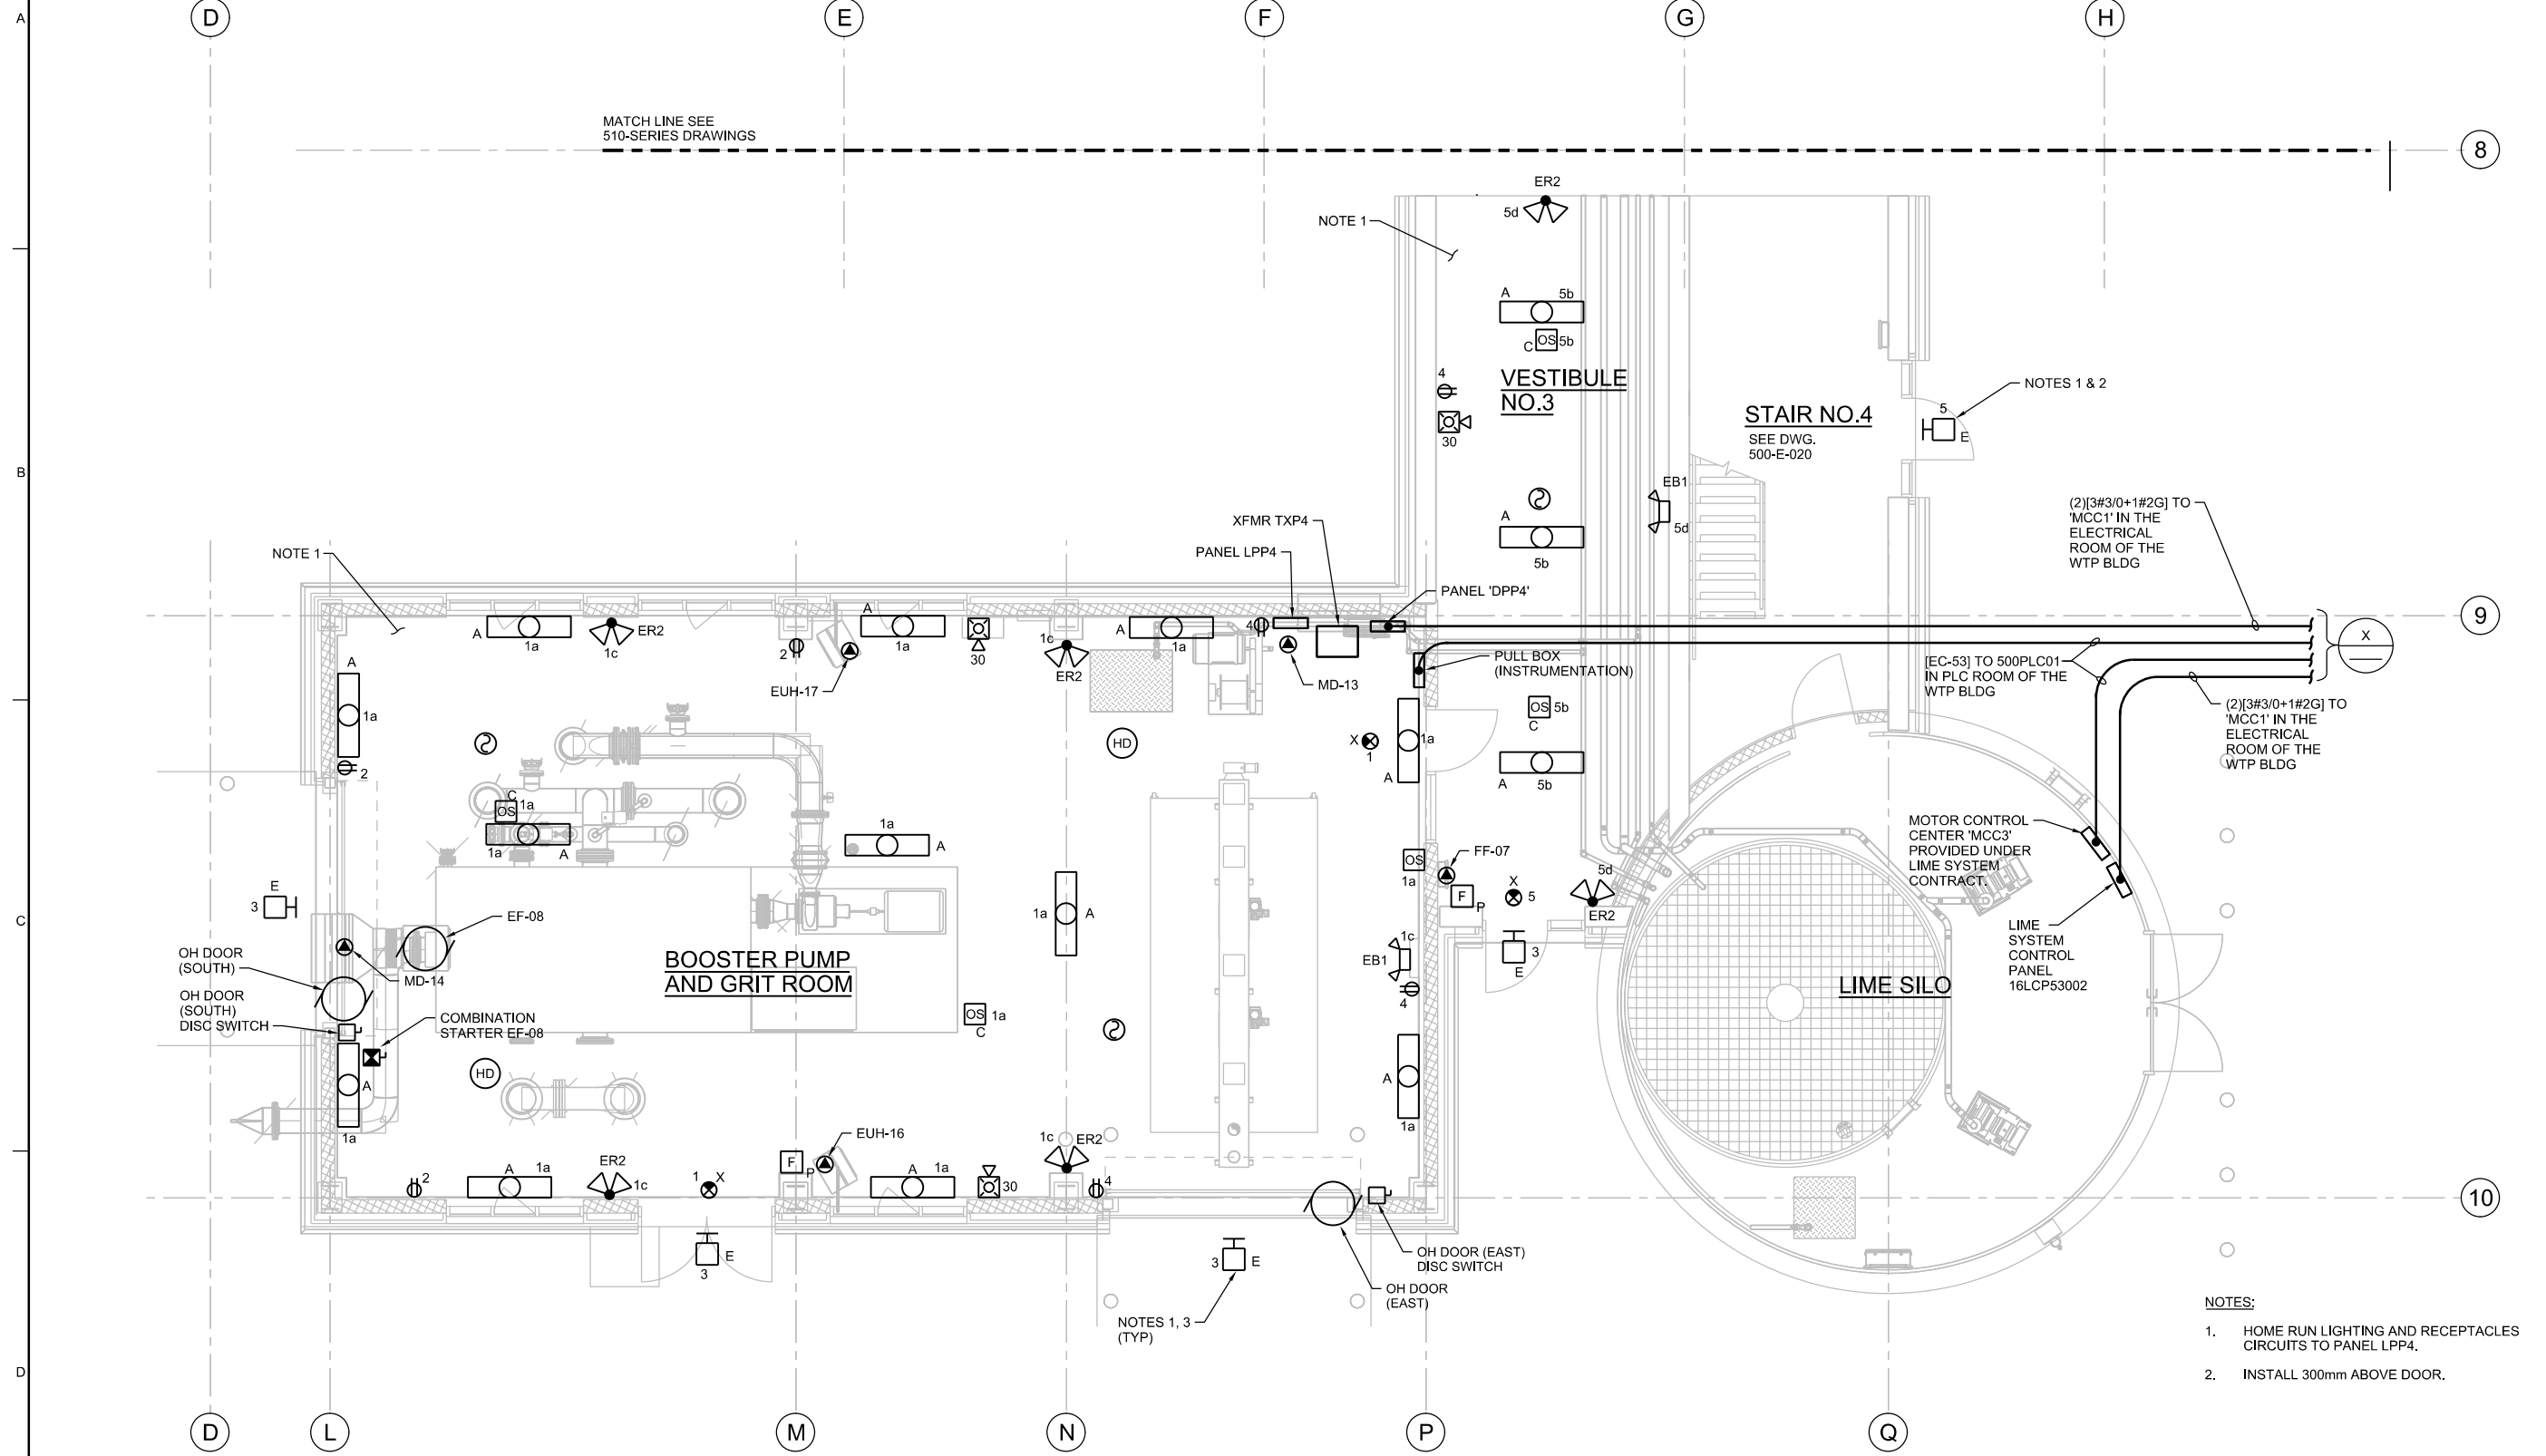 A
D
E
F
G
H
MATCH LINE SEE
510-SERIES DRAWINGS
8
ER2
5d
NOTE 1
A
5b
OS
5b
C
4
VESTIBULE
NO.3
30
NOTES 1 & 2
5
E
STAIR NO.4
SEE DWG.
500-E-020
B
EB1
5d
A
5b
(2)[3#3/0+1#2G] TO
'MCC1' IN THE
ELECTRICAL
ROOM OF THE
WTP BLDG
XFMR TXP4
PANEL LPP4
PANEL 'DPP4'
NOTE 1
9
A
1a
ER2
1c
2
EUH-17
A
1a
30
1c
ER2
A
1a
4
MD-13
PULL BOX
(INSTRUMENTATION)
[EC-53] TO 500PLC01
IN PLC ROOM OF THE
WTP BLDG
X
(2)[3#3/0+1#2G] TO
'MCC1' IN THE
ELECTRICAL
ROOM OF THE
WTP BLDG
A
1a
2
HD
X
1
1a
A
OS
5b
C
A
5b
C
OS
1a
1a
A
1a
A
OS
1a
FF-07
F
P
X
5
5d
ER2
MOTOR CONTROL
CENTER 'MCC3'
PROVIDED UNDER
LIME SYSTEM
CONTRACT.
C
E
3
1a
A
EF-08
OH DOOR
(SOUTH)
MD-14
OH DOOR
(SOUTH)
DISC SWITCH
COMBINATION
STARTER EF-08
BOOSTER PUMP
AND GRIT ROOM
OS
1a
C
1c
EB1
4
3
E
LIME SILO
LIME
SYSTEM
CONTROL
PANEL
16LCP53002
A
1a
HD
A
1a
EUH-16
F
P
1c
ER2
2
A
1a
ER2
1c
1
X
A
1a
30
4
10
E
3
3
E
OH DOOR (EAST)
DISC SWITCH
OH DOOR
(EAST)
NOTES 1, 3
(TYP)
NOTES:
1. HOME RUN LIGHTING AND RECEPTACLES
CIRCUITS TO PANEL LPP4.
2. INSTALL 300mm ABOVE DOOR.
D
D
L
M
N
P
Q